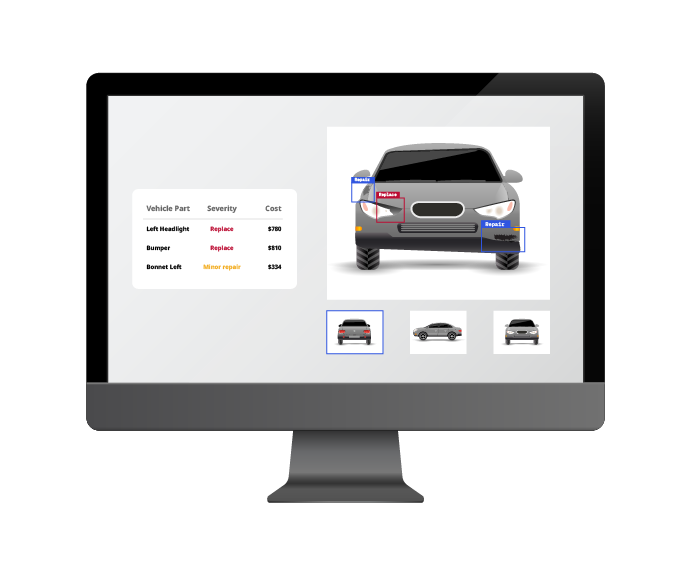 Vehicle Part Severity Cost
Left Headlight Replace $780
Bumper Replace $810
Bonnet Left Minor repair $334
Repair
Replace
Repair